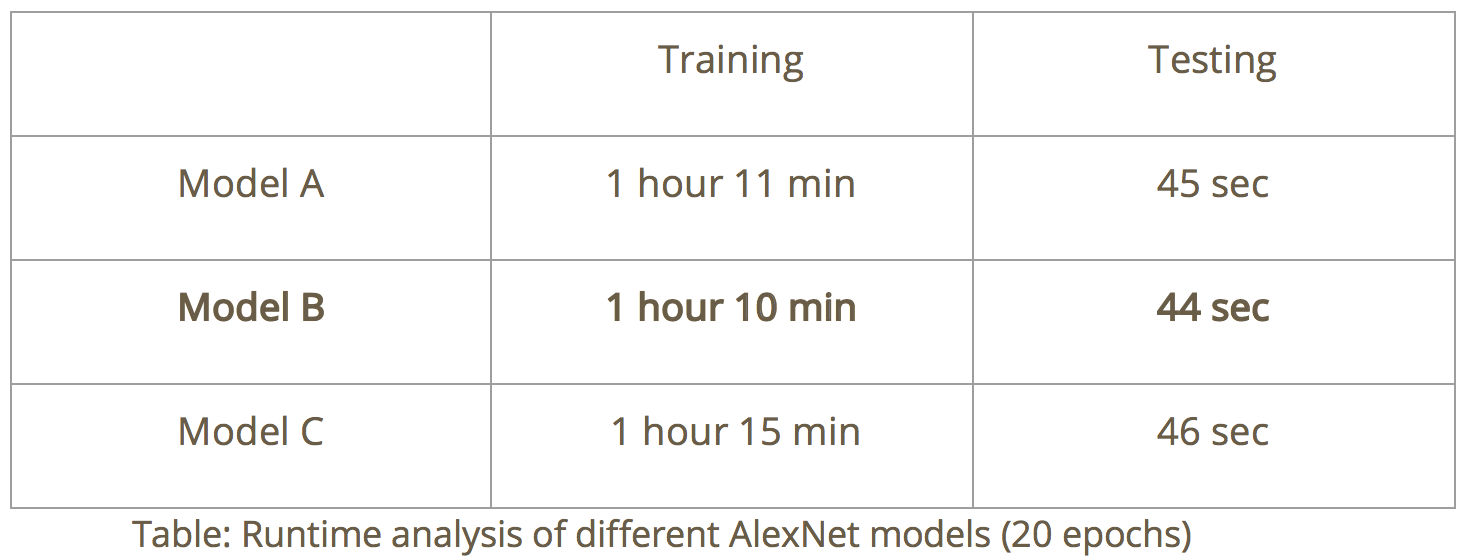 Training Testing
Model A 1 hour 11 min 45 sec
Model B 1 hour 10 min 44 sec
Model C 1 hour 15 min 46 sec
Table: Runtime analysis of different AlexNet models (20 epochs)